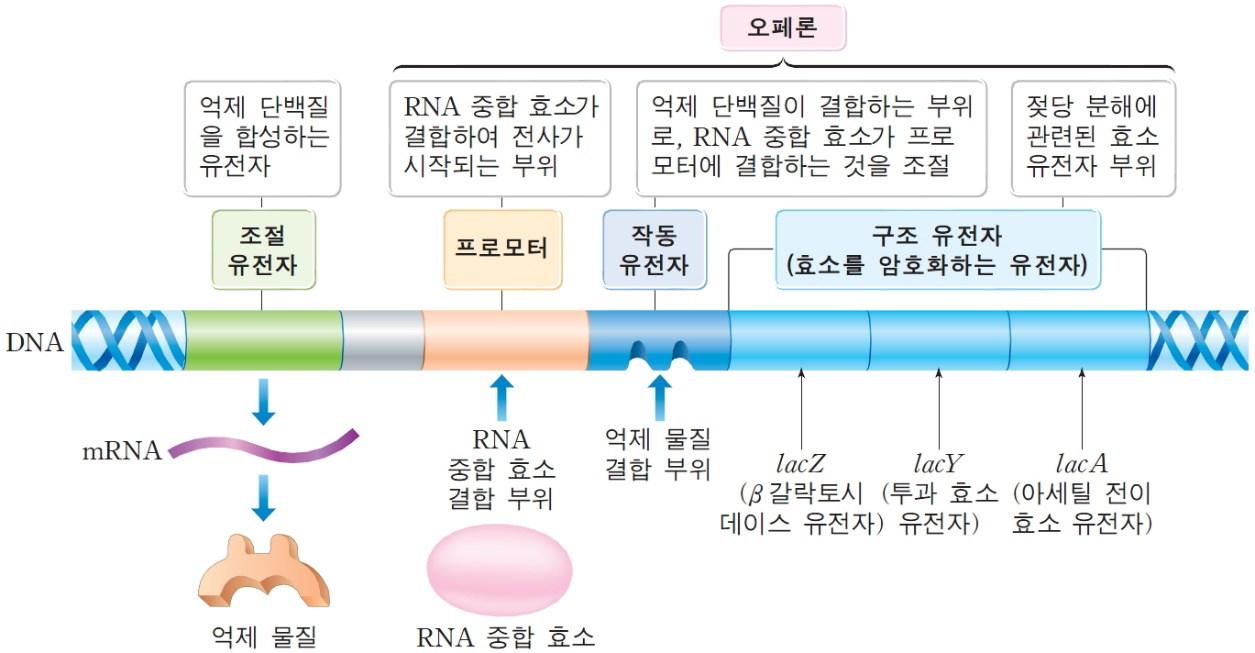 오페론
억제 단백질
을 합성하는
유전자
RNA 중합 효소가
결합하여 전사가
시작되는 부위
억제 단백질이 결합하는 부위
로, RNA 중합 효소가 프로
모터에 결합하는 것을 조절
젖당 분해에
관련된 효소
유전자 부위
조절
유전자
프로모터
작동
유전자
구조 유전자
(효소를 암호화하는 유전자)
DNA
mRNA
억제 물질
RNA
중합 효소
결합 부위
RNA 중합 효소
억제 물질
결합 부위
lacZ
(β갈락토시
데이스 유전자)
lacY
(투과 효소
유전자)
lacA
(아세틸 전이
효소 유전자)